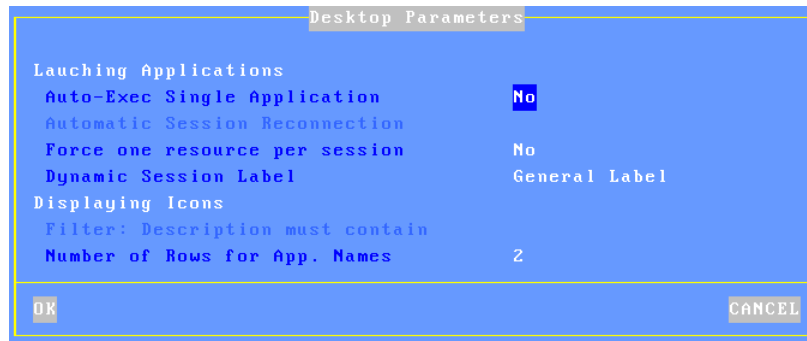 Desktop Parameters
Lauching Applications
Auto-Exec Single Application No
Automatic Session Reconnection
Force one resource per session No
Dynamic Session Label General Label
Displaying Icons
Filter: Description must contain
Number of Rows for App. Names 2
OK CANCEL